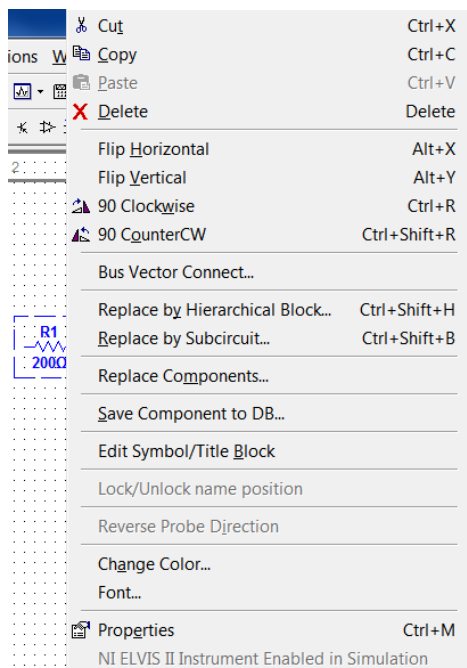 Cut Ctrl+X
ions W Copy Ctrl+C
Paste Ctrl+V
Delete Delete
2
Flip Horizontal Alt+X
Flip Vertical Alt+Y
90 Clockwise Ctrl+R
90 CounterCW Ctrl+Shift+R
Bus Vector Connect...
Replace by Hierarchical Block... Ctrl+Shift+H
R1
Replace by Subcircuit... Ctrl+Shift+B
200Ω
Replace Components...
Save Component to DB...
Edit Symbol/Title Block
Lock/Unlock name position
Reverse Probe Direction
Change Color...
Font...
Properties Ctrl+M
NI ELVIS II Instrument Enabled in Simulation